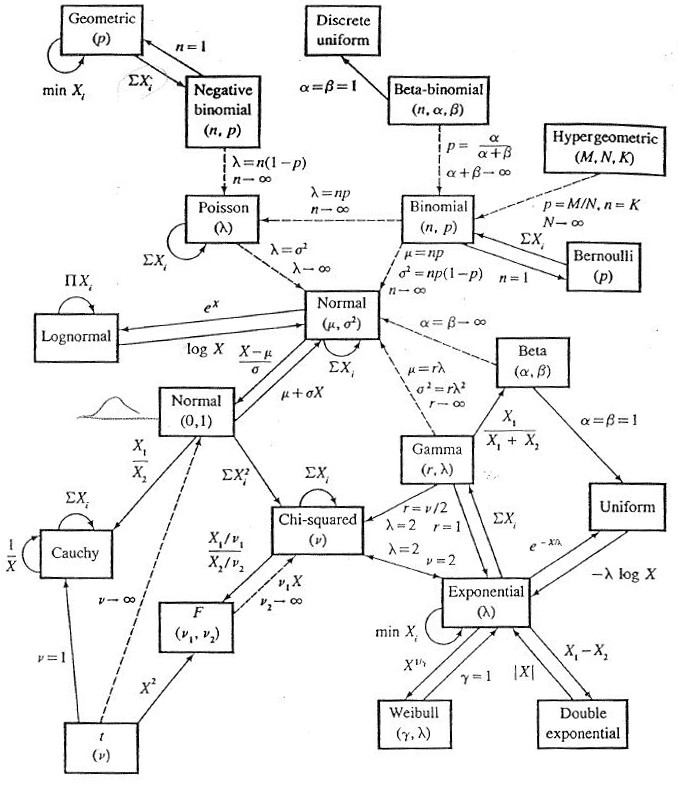 Geometric
(p)
n = 1
min Xᵢ
ΣXᵢ
Discrete
uniform
α = β = 1
Beta-binomial
(n, α, β)
Negative
binomial
(n, p)
p = α/(α+β)
α + β → ∞
Hypergeometric
(M, N, K)
λ = n(1 − p)
n → ∞
λ = np
n → ∞
p = M/N, n = K
N → ∞
Poisson
(λ)
Binomial
(n, p)
ΣXᵢ
ΣXᵢ
λ = σ²
λ → ∞
μ = np
σ² = np(1 − p)
n → ∞
n = 1
Bernoulli
(p)
ΠXᵢ
eˣ
Normal
(μ, σ²)
Lognormal
log X
ΣXᵢ
α = β → ∞
Beta
(α, β)
(X − μ)/σ
μ + σX
μ = rλ
σ² = rλ²
r → ∞
X₁/(X₁ + X₂)
α = β = 1
Normal
(0,1)
X₁/X₂
ΣXᵢ²
ΣXᵢ
Gamma
(r, λ)
ΣXᵢ
Chi-squared
(ν)
r = ν/2
λ = 2
r = 1
ΣXᵢ
Uniform
1/X
Cauchy
(X₁/ν₁)/(X₂/ν₂)
λ = 2
ν = 2
−λ log X
ν₁X
ν₂ → ∞
ν → ∞
F
(ν₁, ν₂)
Exponential
(λ)
min Xᵢ
ν = 1
X²
γ = 1
|X|
X₁ − X₂
t
(ν)
Weibull
(γ, λ)
Double
exponential